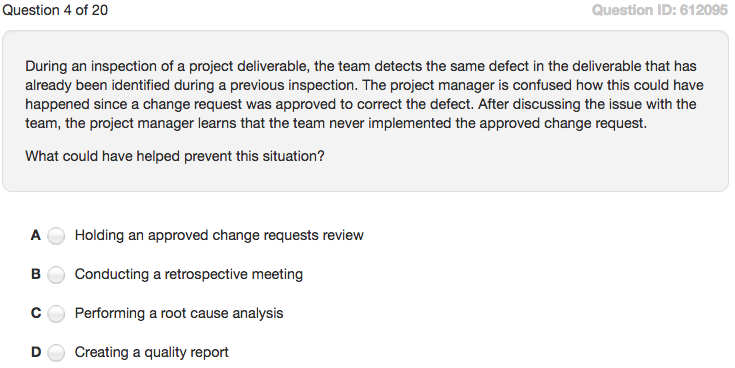 Question 4 of 20
Question ID: 612095
During an inspection of a project deliverable, the team detects the same defect in the deliverable that has
already been identified during a previous inspection. The project manager is confused how this could have
happened since a change request was approved to correct the defect. After discussing the issue with the
team, the project manager learns that the team never implemented the approved change request.
What could have helped prevent this situation?
A Holding an approved change requests review
B Conducting a retrospective meeting
C Performing a root cause analysis
D Creating a quality report